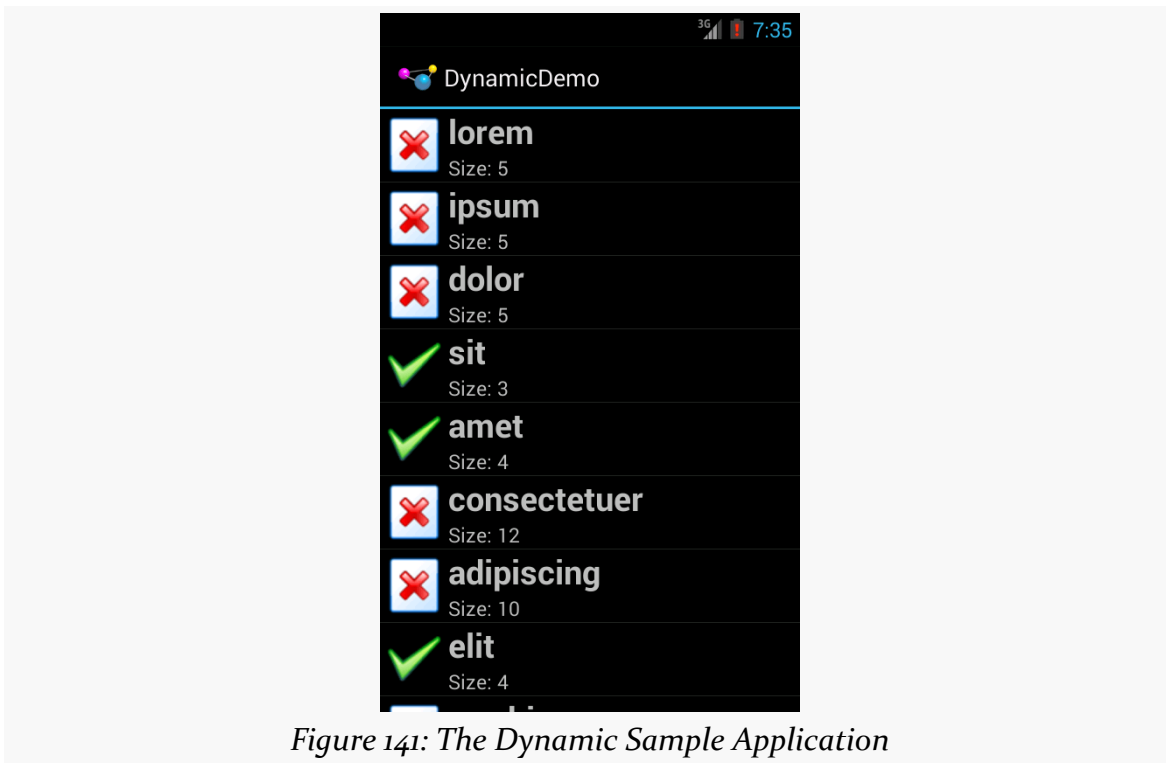 3G 7:35
DynamicDemo
lorem
Size: 5
ipsum
Size: 5
dolor
Size: 5
sit
Size: 3
amet
Size: 4
consectetuer
Size: 12
adipiscing
Size: 10
elit
Size: 4
Figure 141: The Dynamic Sample Application